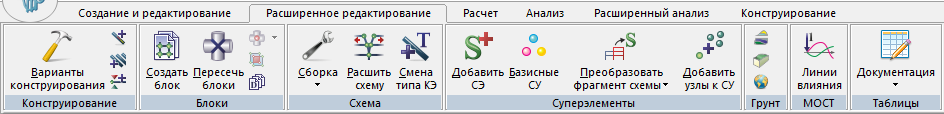 Создание и редактирование Расширенное редактирование Расчет Анализ Расширенный анализ Конструирование
Варианты конструирования
Конструирование
Создать блок
Пересечь блоки
Блоки
Сборка
Расшить схему
Смена типа КЭ
Схема
Добавить СЭ
Базисные СУ
Преобразовать фрагмент схемы
Добавить узлы к СУ
Суперэлементы
Грунт
Линии влияния
МОСТ
Документация
Таблицы